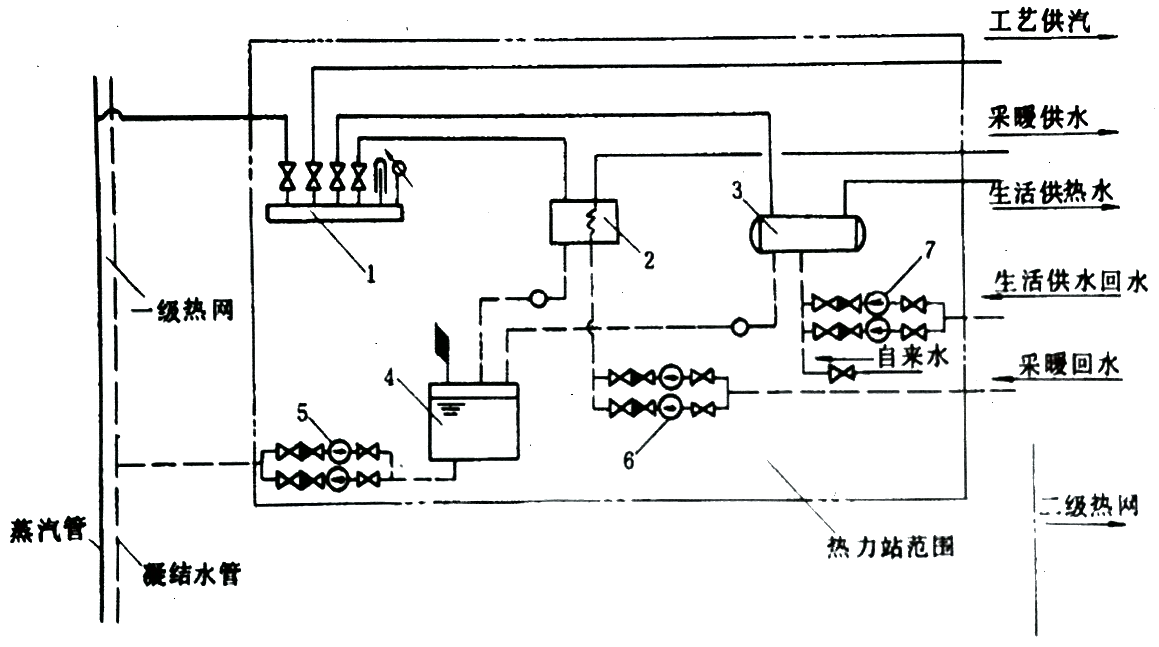 工艺供汽
采暖供水
生活供热水
3
1
2
7
生活供水回水
一级热网
自来水
采暖回水
4
5
6
二级热网
蒸汽管
热力站范围
凝结水管